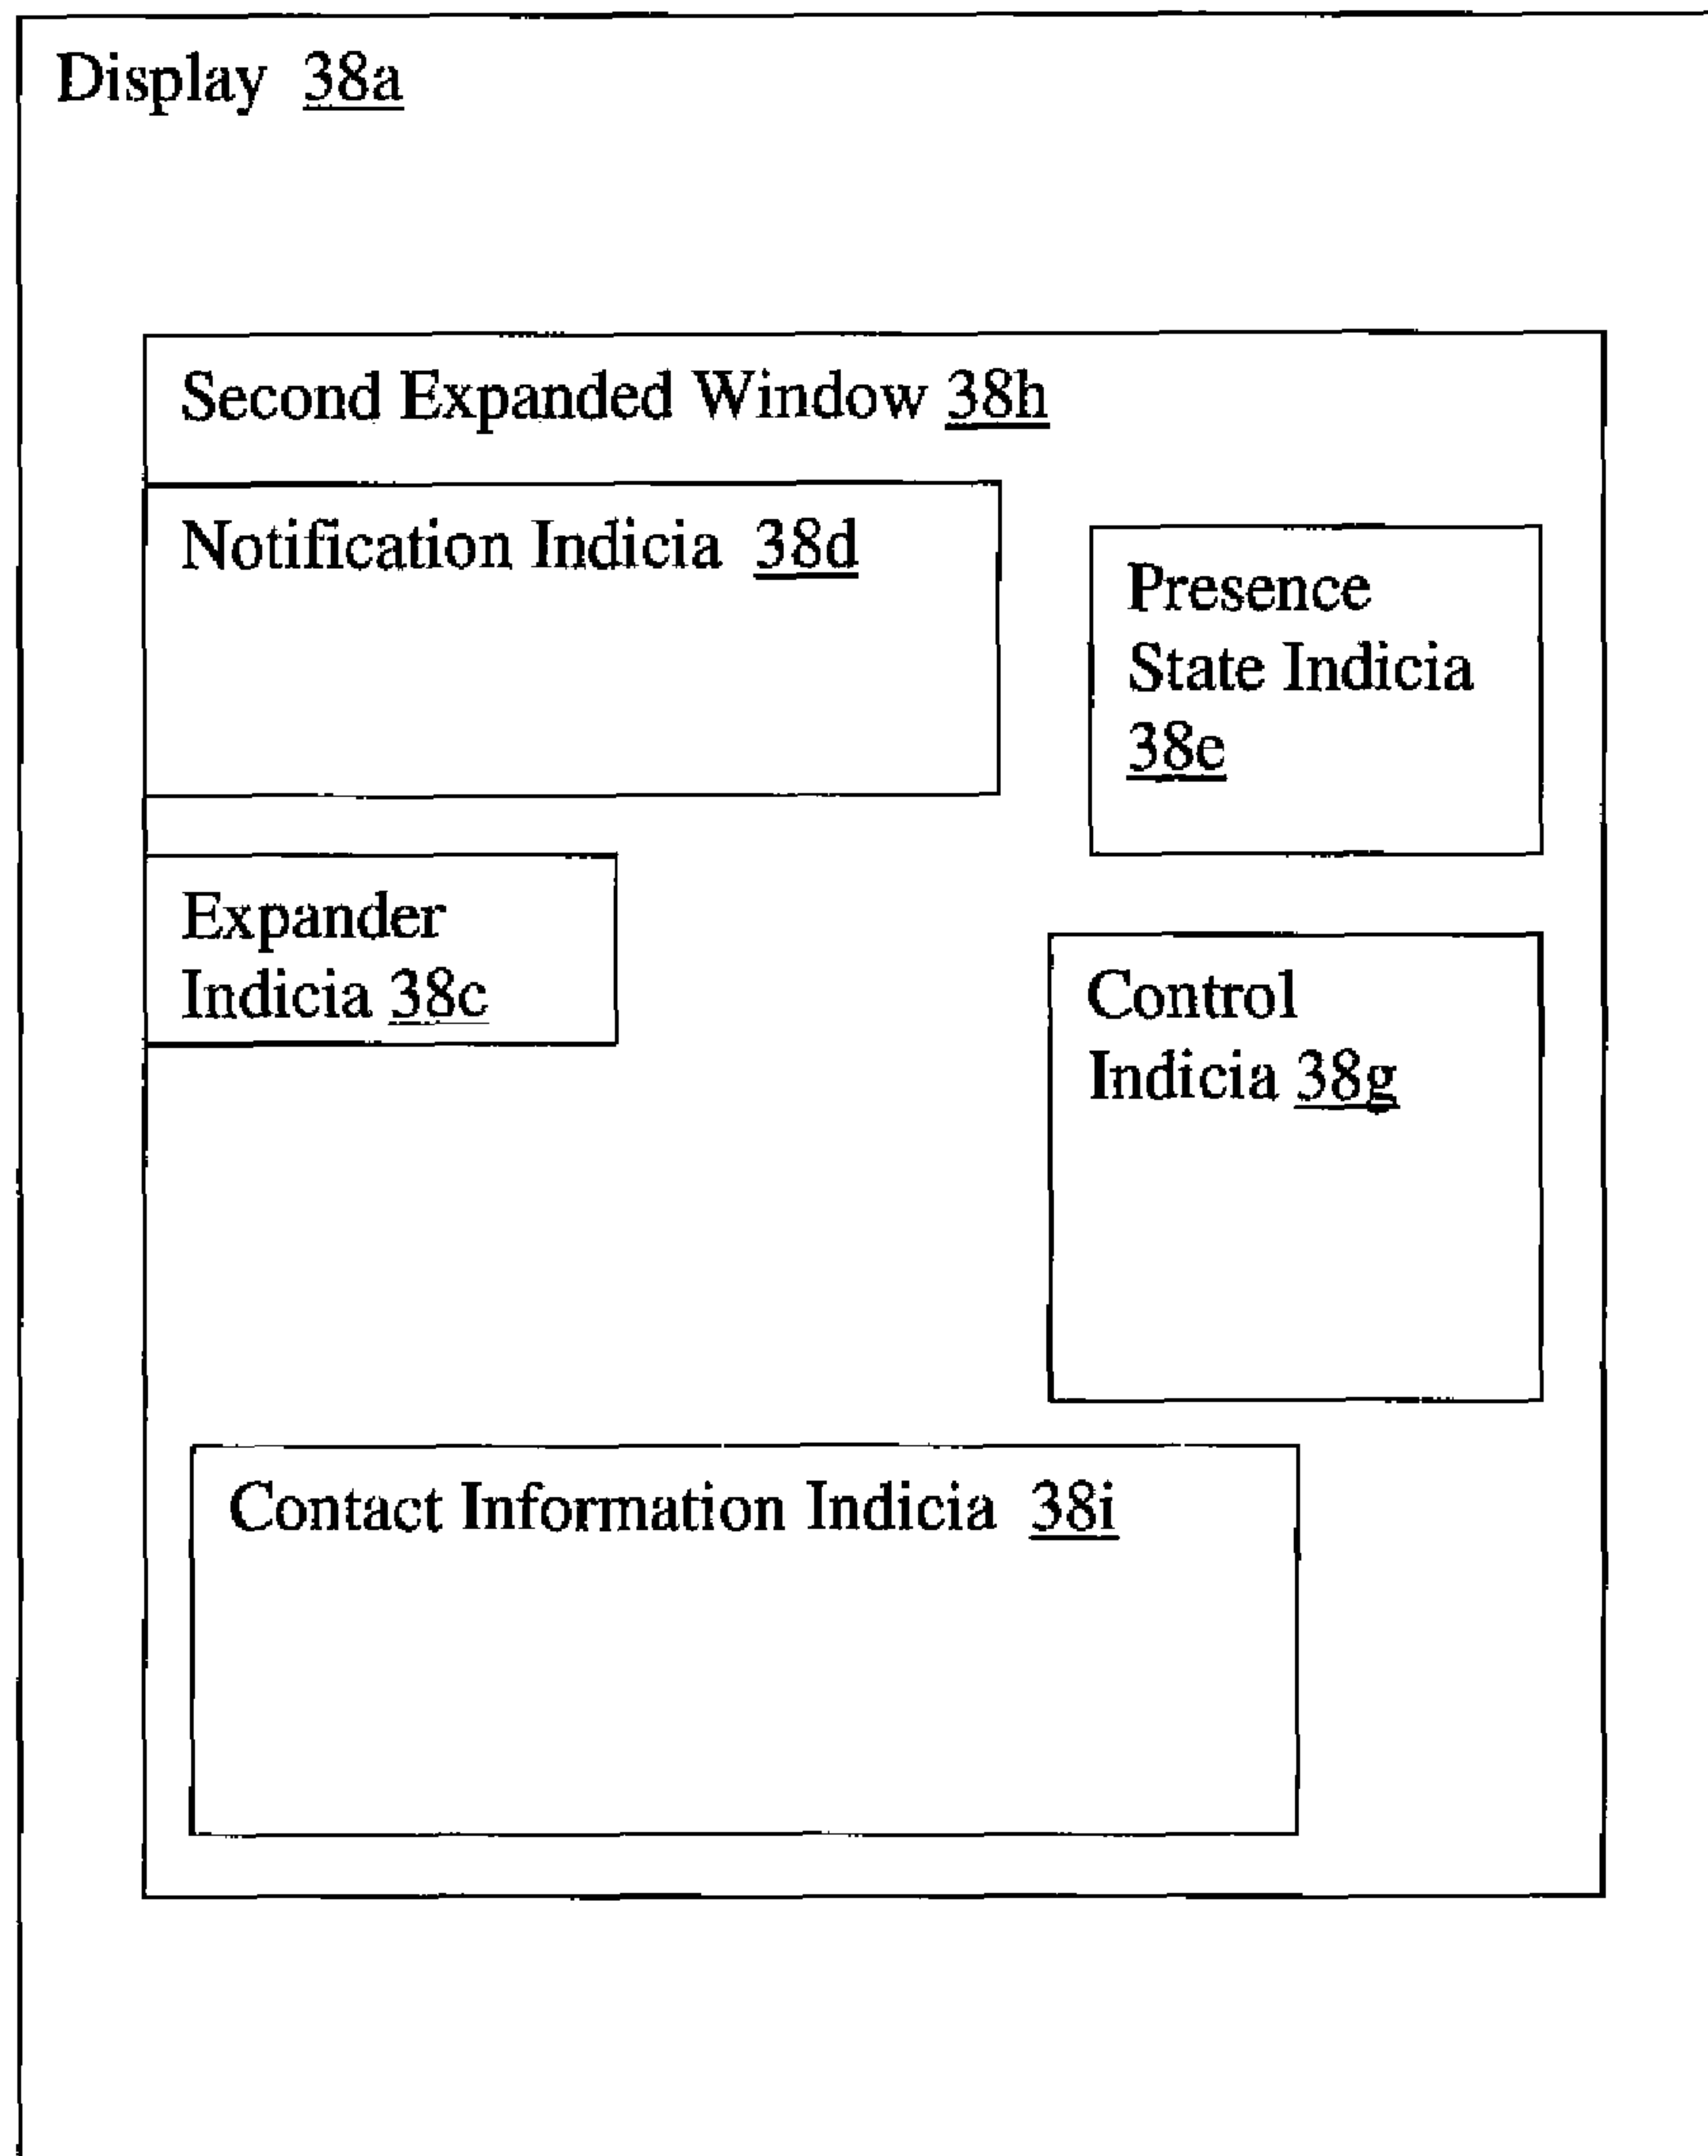 Display 38a
Second Expanded Window 38h
Notification Indicia 38d
Presence
State Indicia
38e
Expander
Indicia 38c
Control
Indicia 38g
Contact Information Indicia 38i